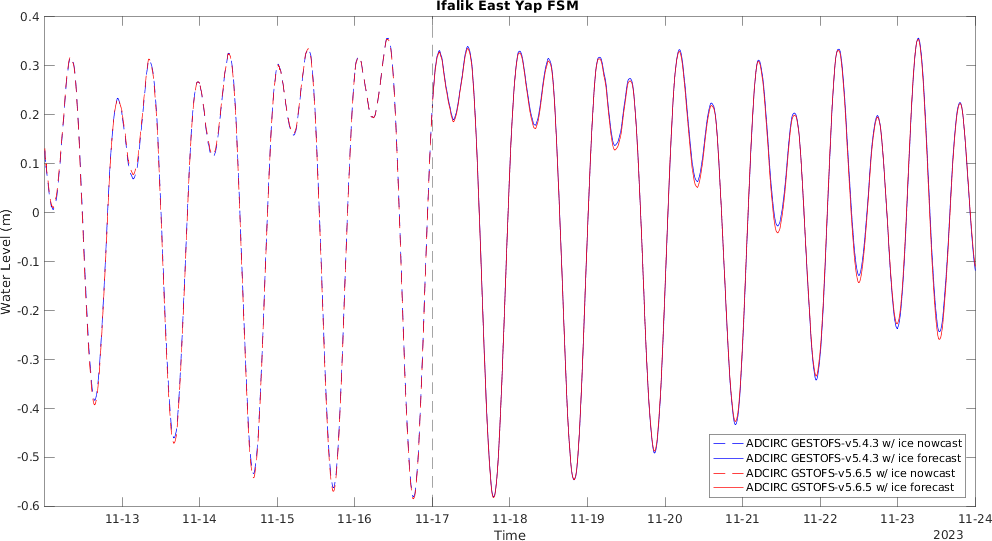 Ifalik East Yap FSM
0.4
0.3
0.2
0.1
0
-0.1
-0.2
-0.3
-0.4
-0.5
-0.6
Water Level (m)
ADCIRC GESTOFS-v5.4.3 w/ ice nowcast
ADCIRC GESTOFS-v5.4.3 w/ ice forecast
ADCIRC GSTOFS-v5.6.5 w/ ice nowcast
ADCIRC GSTOFS-v5.6.5 w/ ice forecast
11-13 11-14 11-15 11-16 11-17 11-18 11-19 11-20 11-21 11-22 11-23 11-24
Time
2023